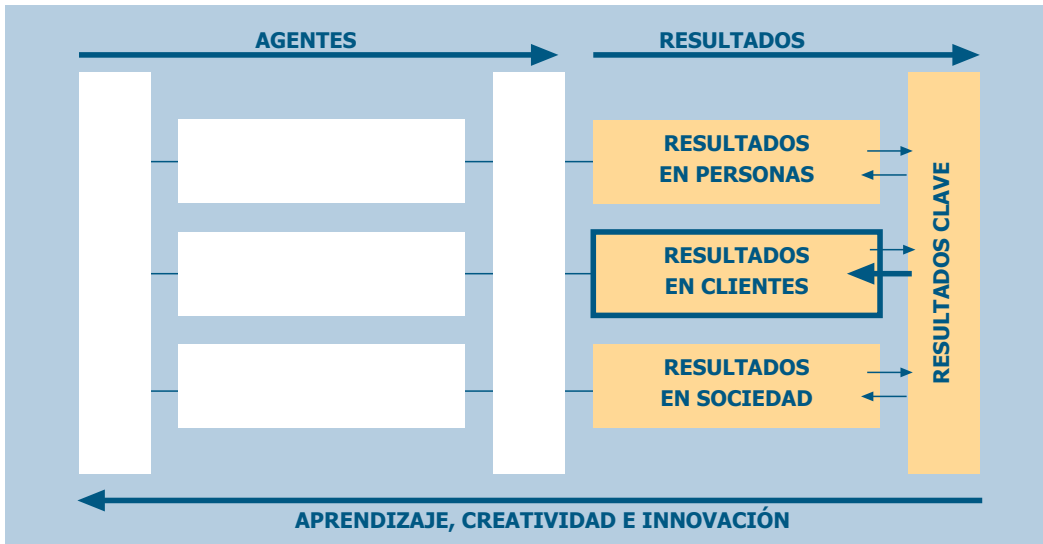 AGENTES
RESULTADOS
RESULTADOS
EN PERSONAS
RESULTADOS
EN CLIENTES
RESULTADOS
EN SOCIEDAD
RESULTADOS CLAVE
APRENDIZAJE, CREATIVIDAD E INNOVACIÓN